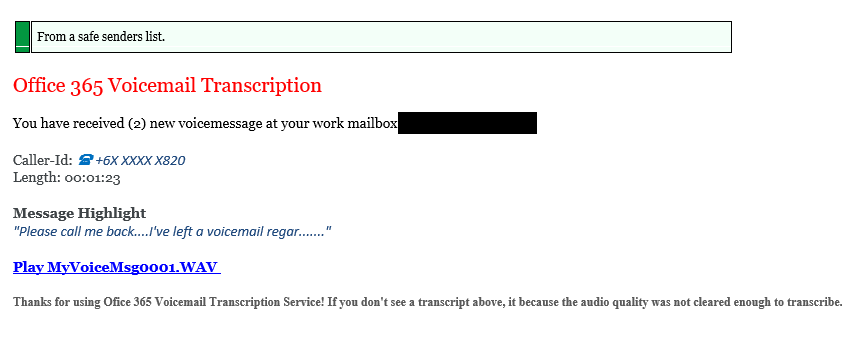 From a safe senders list.
Office 365 Voicemail Transcription
You have received (2) new voicemessage at your work mailbox
Caller-Id: ☎ +6X XXXX X820
Length: 00:01:23
Message Highlight
"Please call me back....I've left a voicemail regar......."
Play MyVoiceMsg0001.WAV
Thanks for using Ofice 365 Voicemail Transcription Service! If you don't see a transcript above, it because the audio quality was not cleared enough to transcribe.